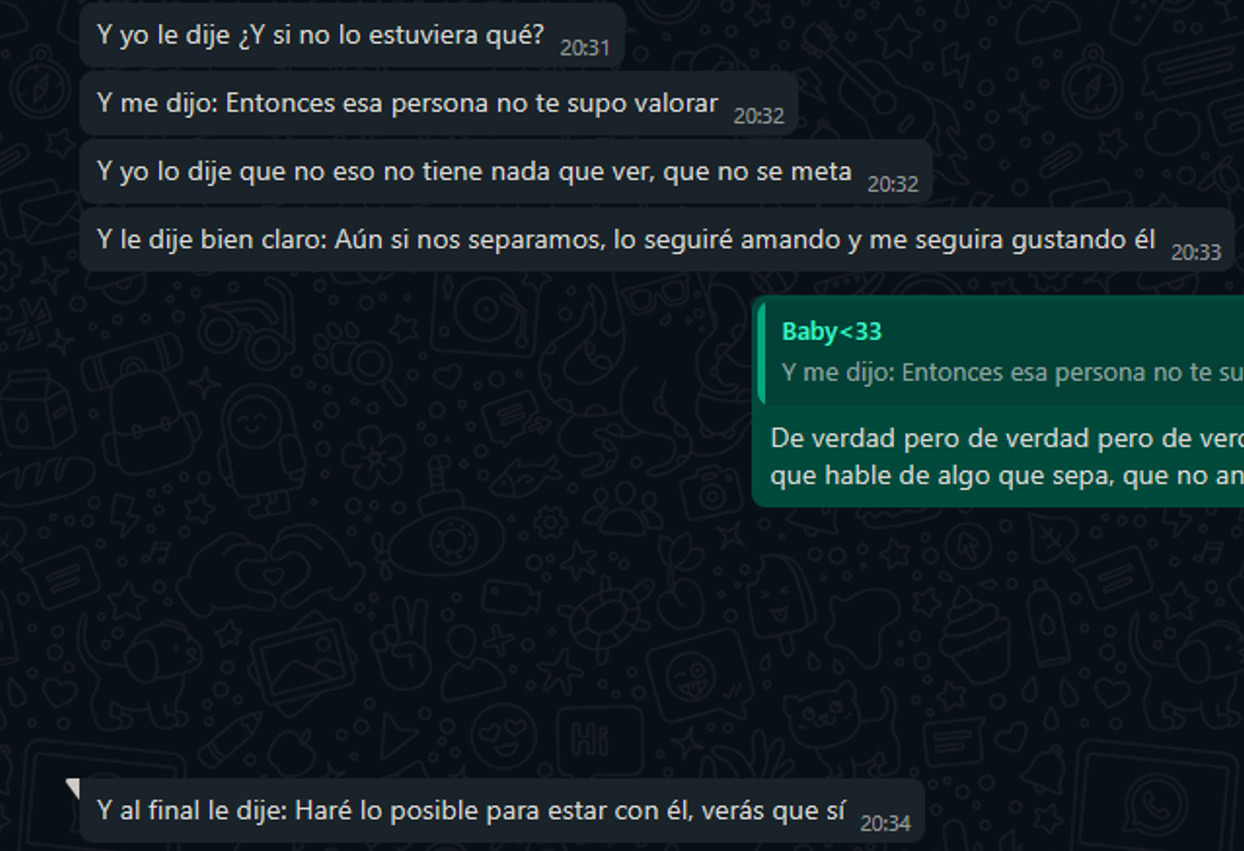 Y yo le dije ¿Y si no lo estuviera qué? 20:31
Y me dijo: Entonces esa persona no te supo valorar 20:32
Y yo lo dije que no eso no tiene nada que ver, que no se meta 20:32
Y le dije bien claro: Aún si nos separamos, lo seguiré amando y me seguira gustando él 20:33
Baby<33
Y me dijo: Entonces esa persona no te su
De verdad pero de verdad pero de
que hable de algo que sepa, que no
Hi
Y al final le dije: Haré lo posible para estar con él, verás que sí 20:34